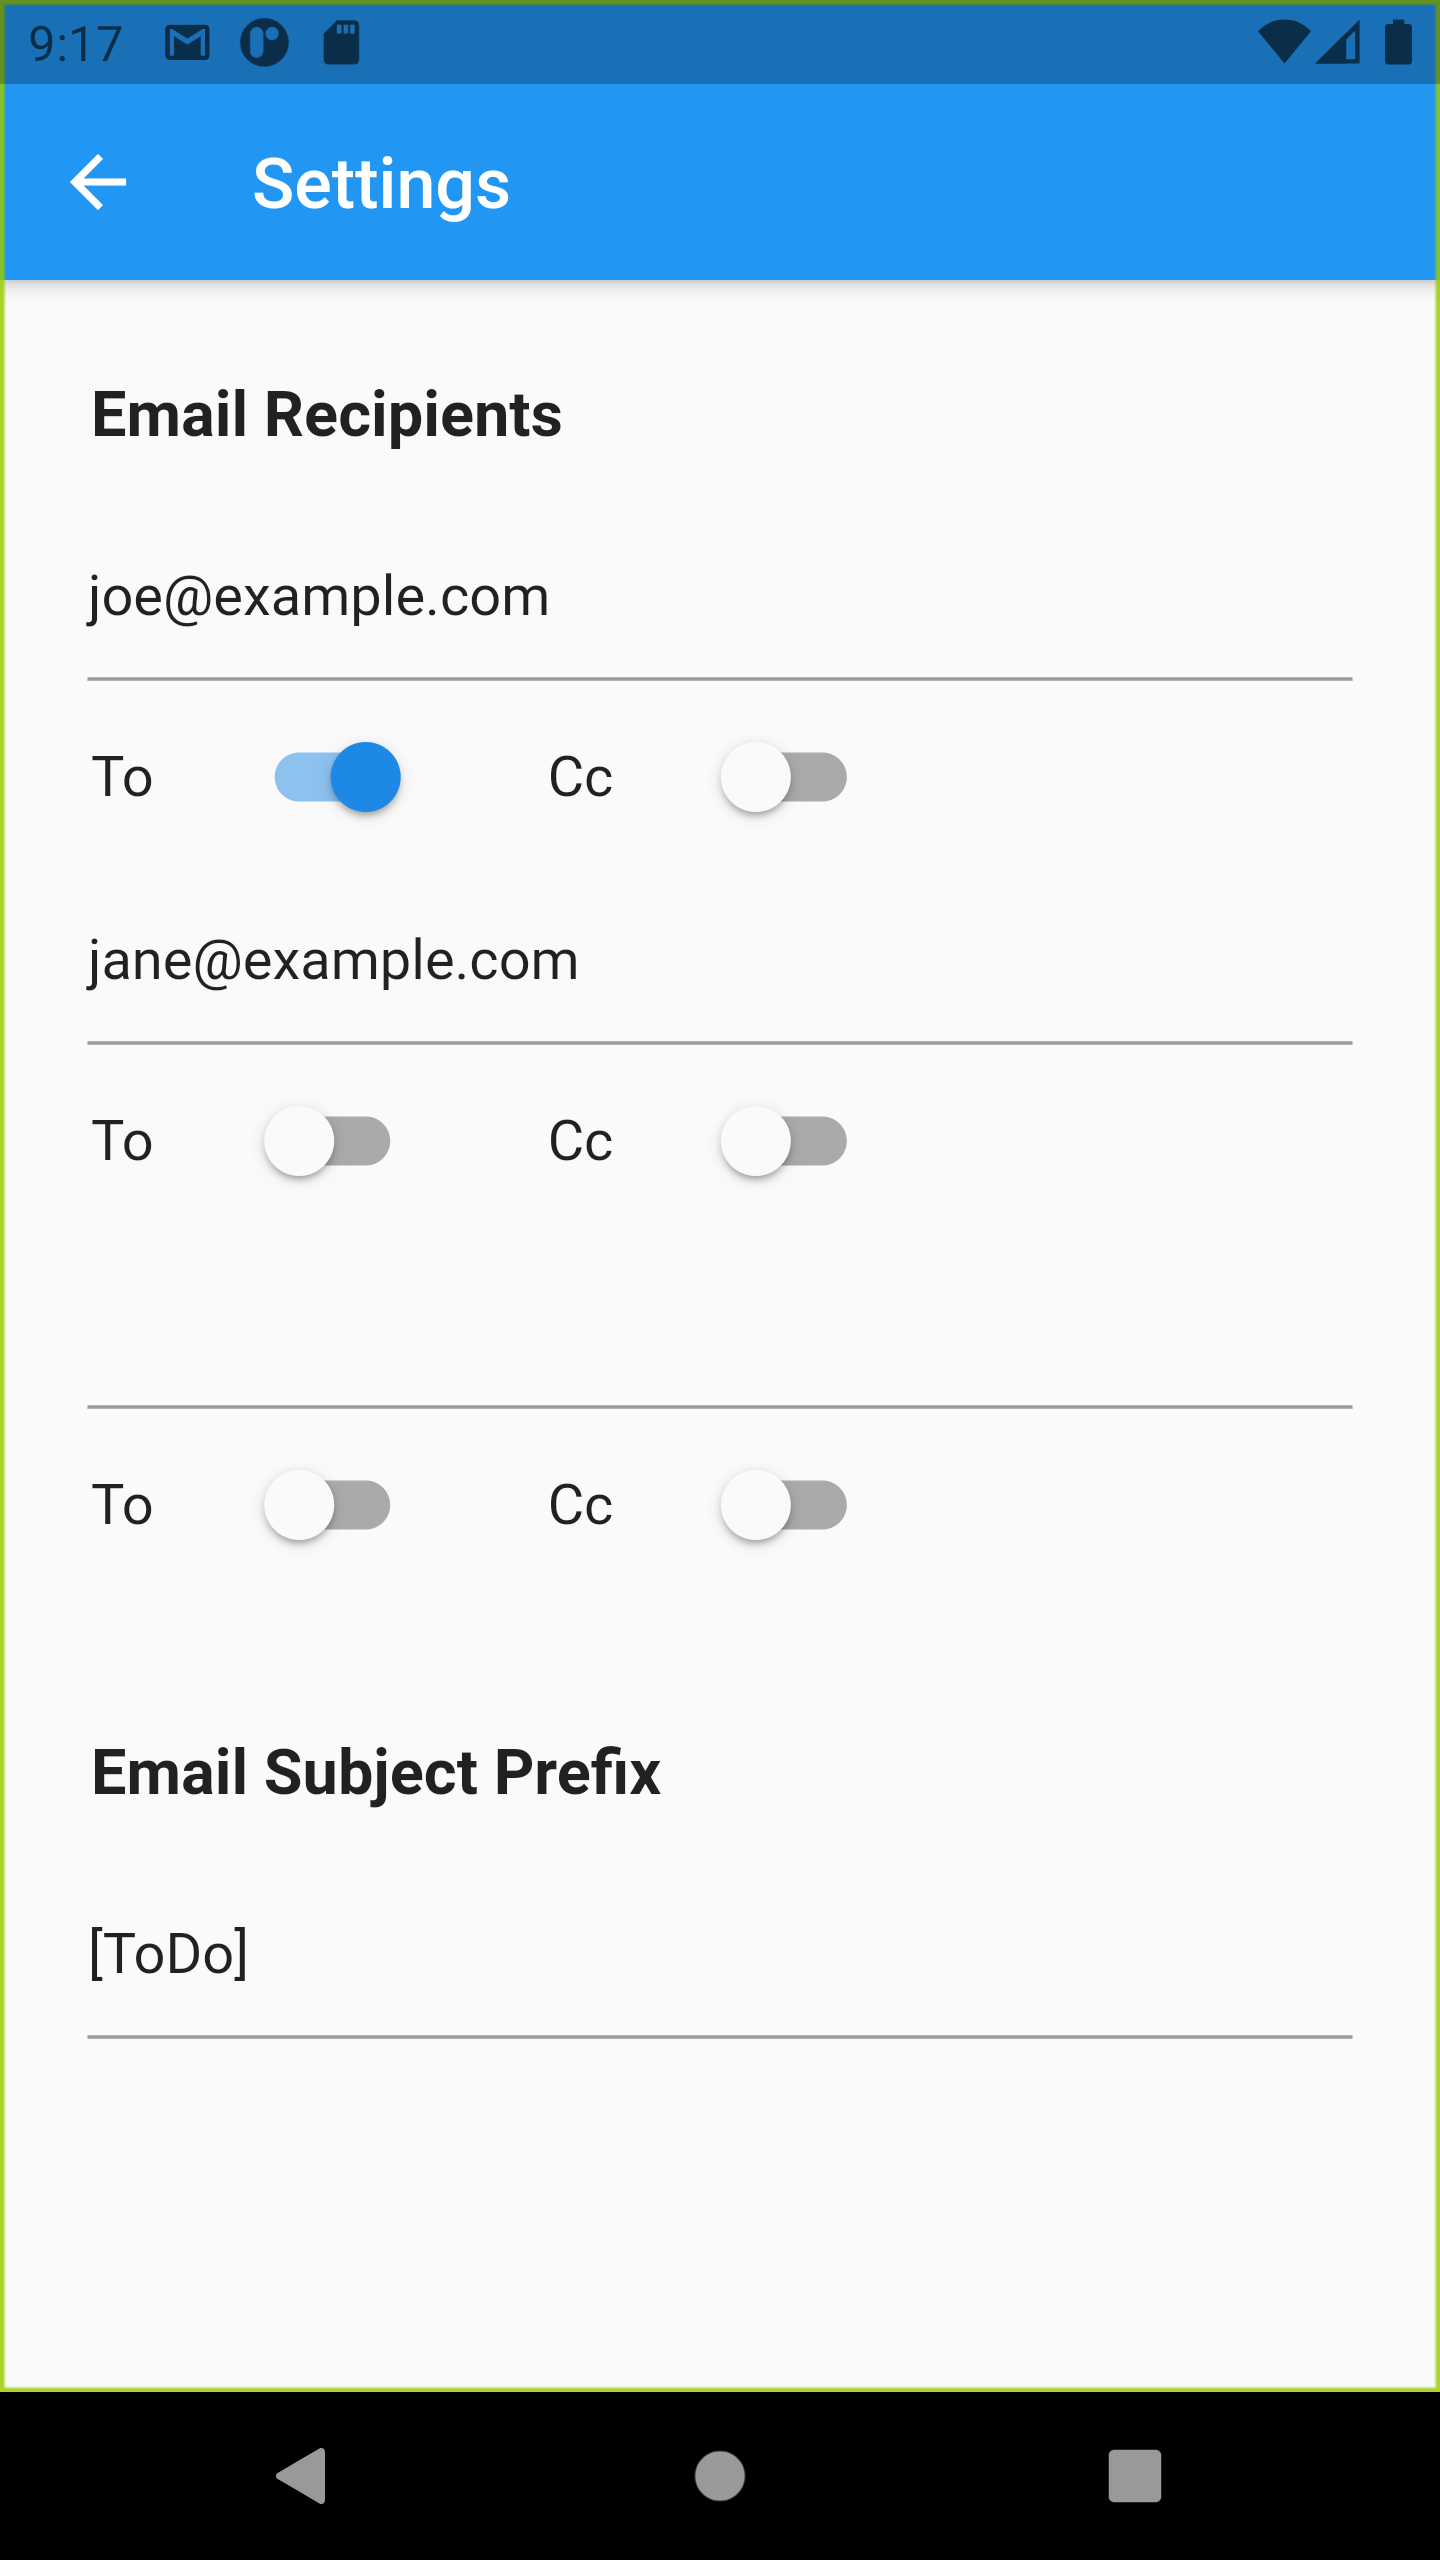 9:17
Settings
Email Recipients
joe@example.com
To Cc
jane@example.com
To Cc
To Cc
Email Subject Prefix
[ToDo]